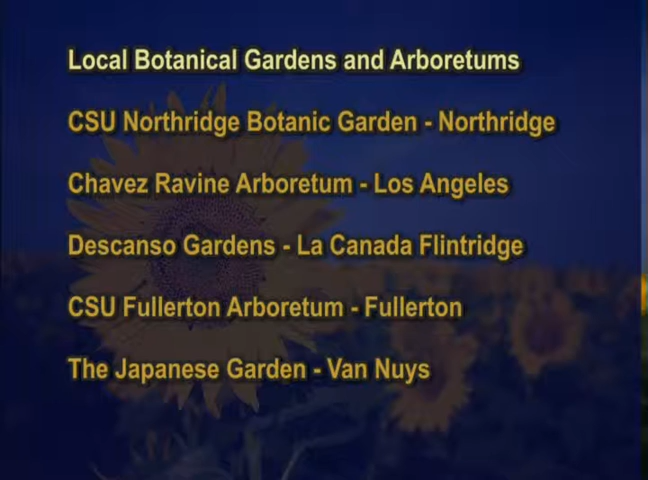 Local Botanical Gardens and Arboretums
CSU Northridge Botanic Garden - Northridge
Chavez Ravine Arboretum - Los Angeles
Descanso Gardens - La Canada Flintridge
CSU Fullerton Arboretum - Fullerton
The Japanese Garden - Van Nuys